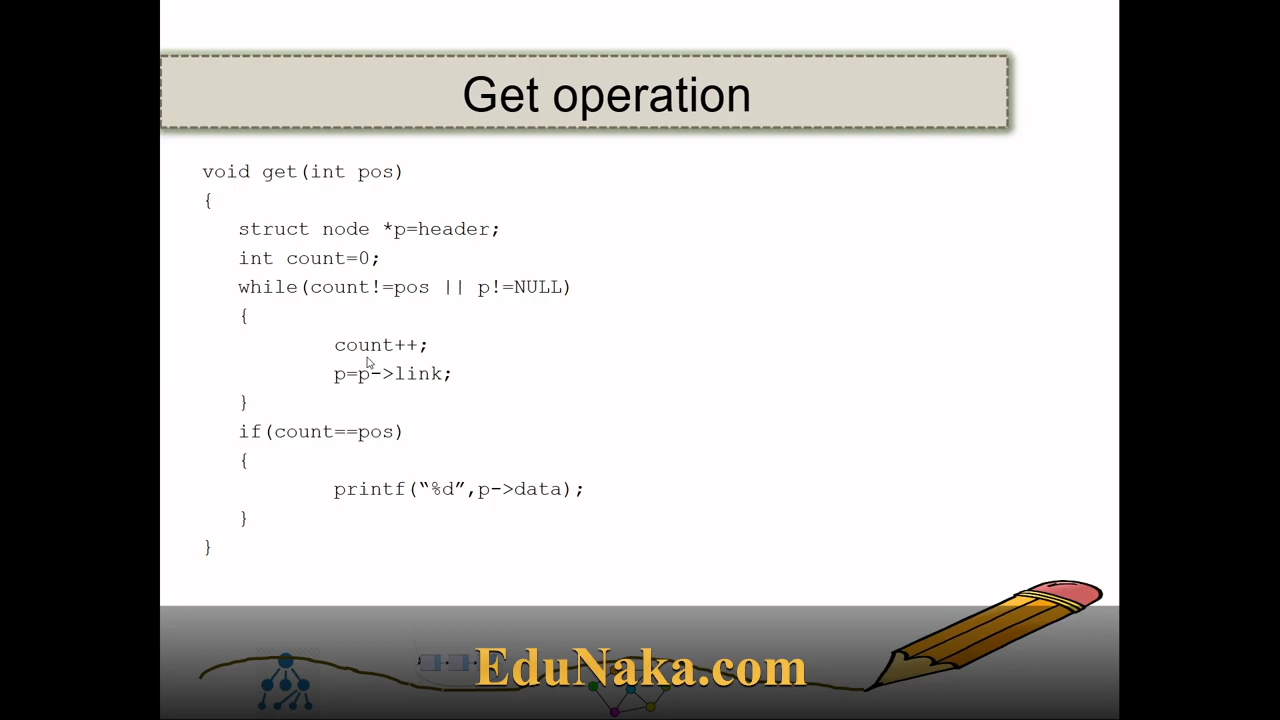 Get operation
void get(int pos)
{
struct node *p=header;
int count=0;
while(count!=pos || p!=NULL)
{
count++;
p=p->link;
}
if(count==pos)
{
printf(“%d”,p->data);
}
}
EduNaka.com